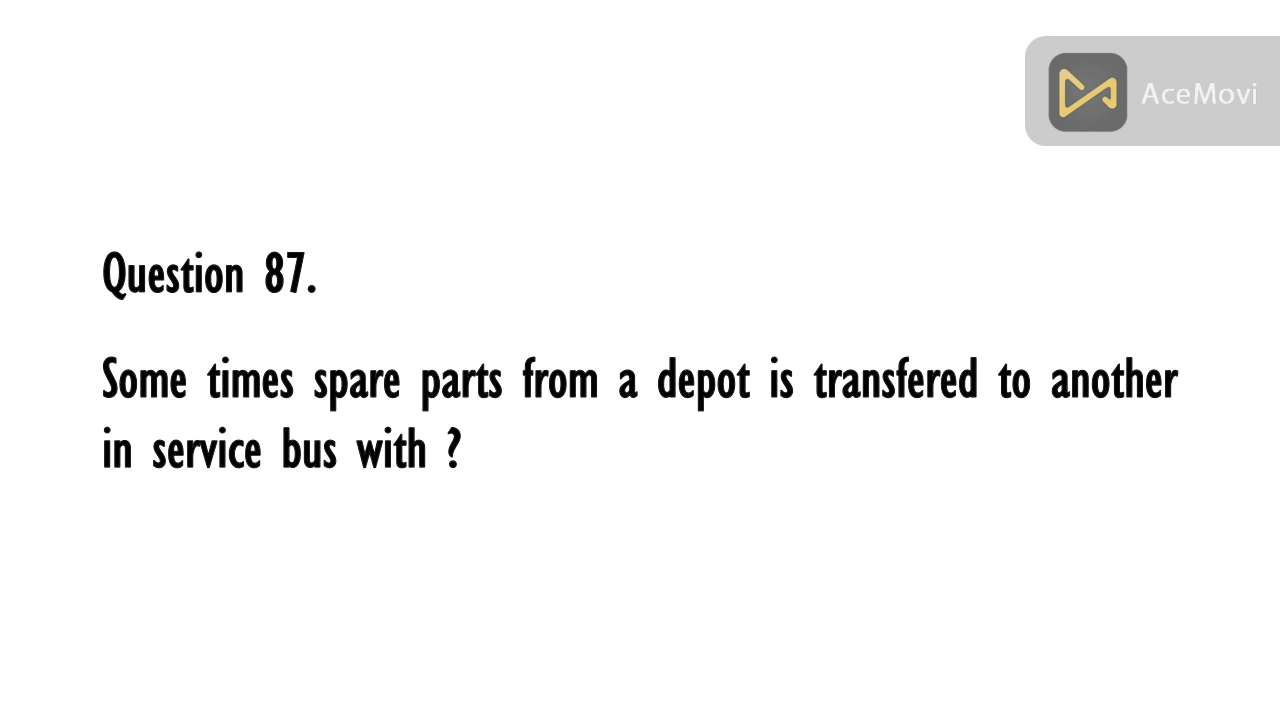 AceMovi
Question 87.
Some times spare parts from a depot is transfered to another
in service bus with ?